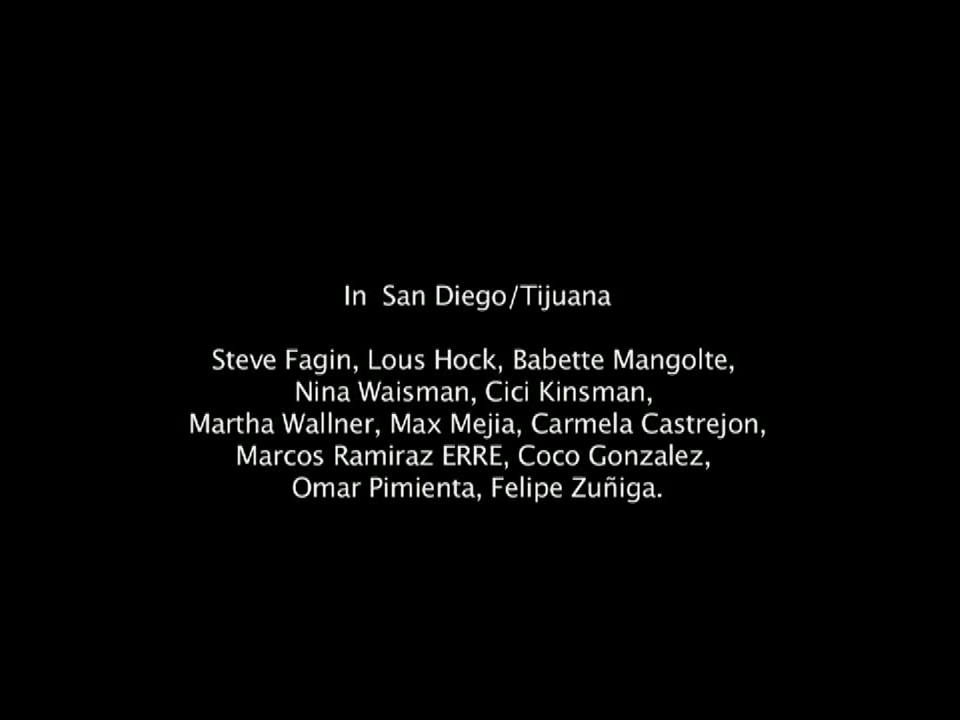 In  San Diego/Tijuana
Steve Fagin, Lous Hock, Babette Mangolte,
Nina Waisman, Cici Kinsman,
Martha Wallner, Max Mejia, Carmela Castrejon,
Marcos Ramiraz ERRE, Coco Gonzalez,
Omar Pimienta, Felipe Zuñiga.